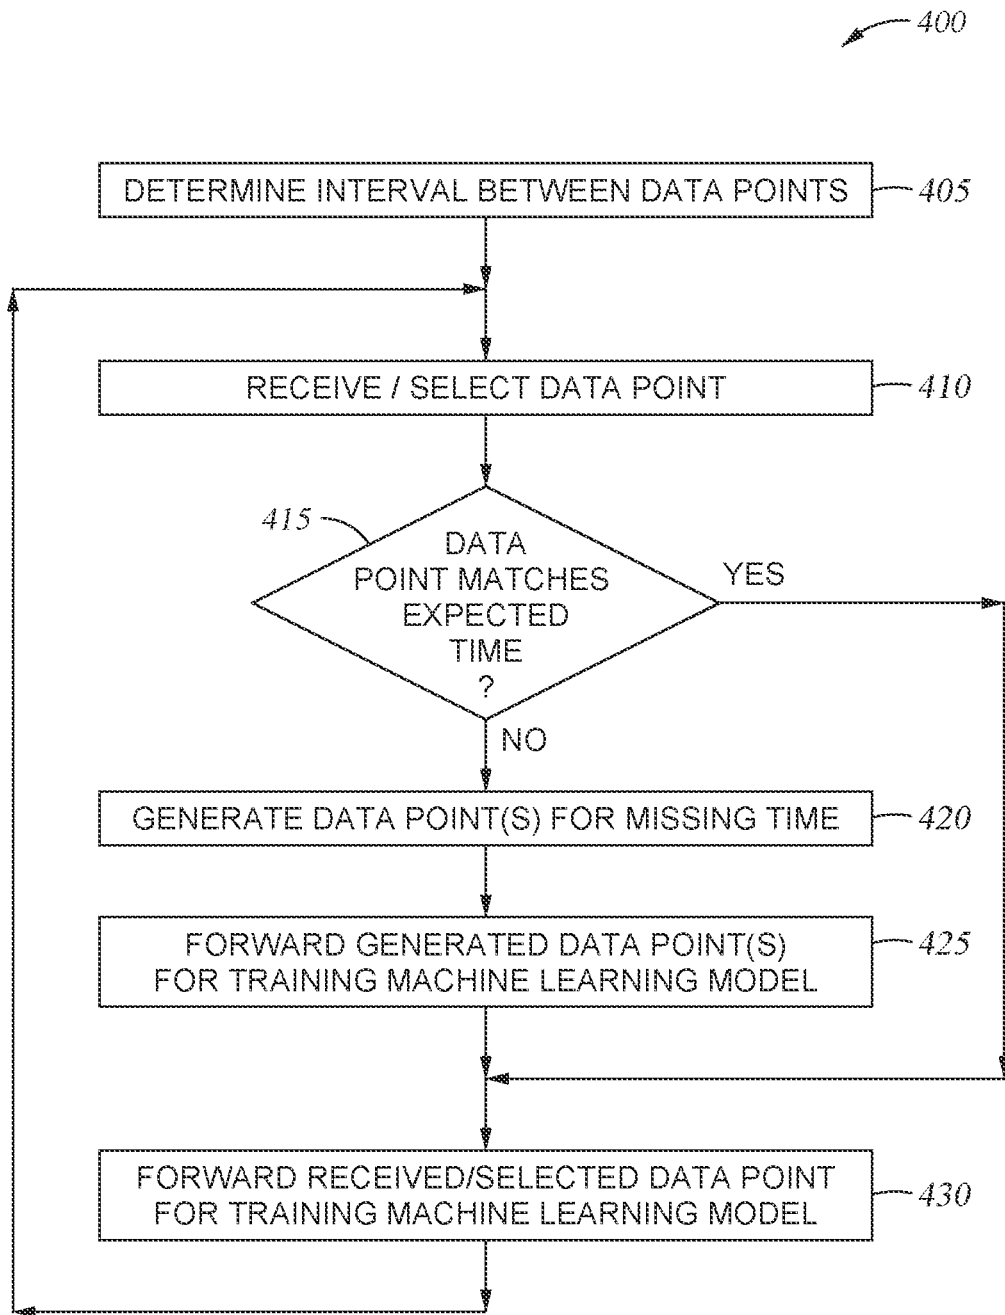 400
DETERMINE INTERVAL BETWEEN DATA POINTS
405
RECEIVE / SELECT DATA POINT
410
415
DATA
POINT MATCHES
EXPECTED
TIME
?
YES
NO
GENERATE DATA POINT(S) FOR MISSING TIME
420
FORWARD GENERATED DATA POINT(S)
FOR TRAINING MACHINE LEARNING MODEL
425
FORWARD RECEIVED/SELECTED DATA POINT
FOR TRAINING MACHINE LEARNING MODEL
430